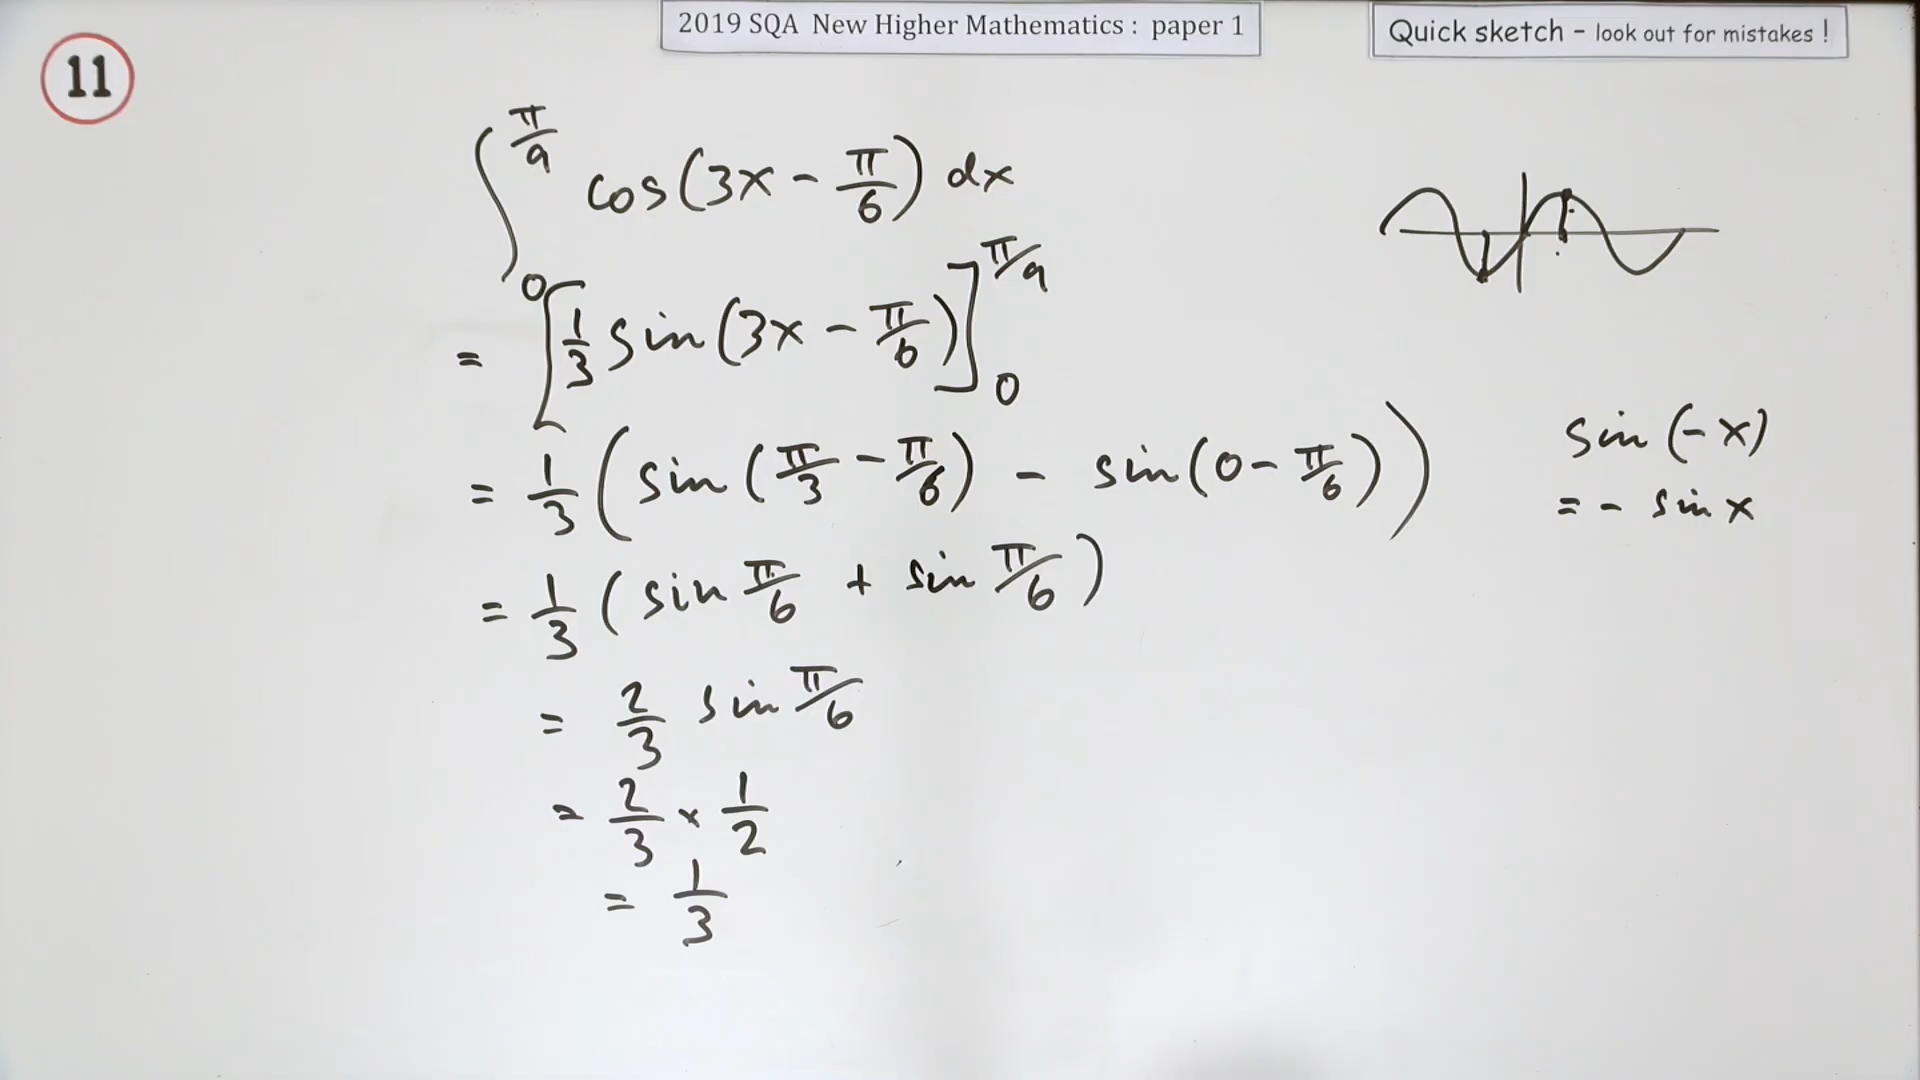 2019 SQA New Higher Mathematics : paper 1
Quick sketch – look out for mistakes !
11
∫₀^{π/9} cos(3x − π/6) dx
= [1/3 sin(3x − π/6)]₀^{π/9}
= 1/3 (sin(π/3 − π/6) − sin(0 − π/6))
sin(−x)
= − sin x
= 1/3 (sin π/6 + sin π/6)
= 2/3 sin π/6
= 2/3 × 1/2
= 1/3